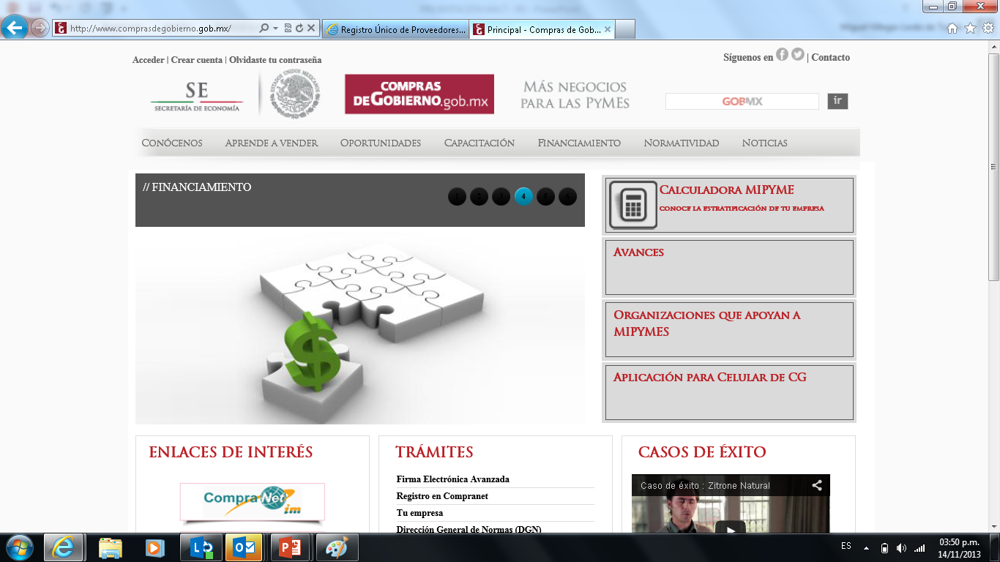 http://www.comprasdegobierno.gob.mx/
Registro Único de Proveedores...
Principal - Compras de Gob...
Acceder | Crear cuenta | Olvidaste tu contraseña
Síguenos en | Contacto
SE
SECRETARÍA DE ECONOMÍA
ESTADOS UNIDOS MEXICANOS
COMPRAS
DEGOBIERNO.gob.mx
MÁS NEGOCIOS
PARA LAS PYMES
GOBMX
ir
CONÓCENOS APRENDE A VENDER OPORTUNIDADES CAPACITACIÓN FINANCIAMIENTO NORMATIVIDAD NOTICIAS
// FINANCIAMIENTO
1 2 3 4 5 6
CALCULADORA MIPYME
CONOCE LA ESTRATIFICACIÓN DE TU EMPRESA
AVANCES
ORGANIZACIONES QUE APOYAN A
MIPYMES
APLICACIÓN PARA CELULAR DE CG
$
ENLACES DE INTERÉS
CompraNet
im
TRÁMITES
Firma Electrónica Avanzada
Registro en Compranet
Tu empresa
Dirección General de Normas (DGN)
CASOS DE ÉXITO
Caso de éxito : Zitrone Natural
ES
03:50 p.m.
14/11/2013